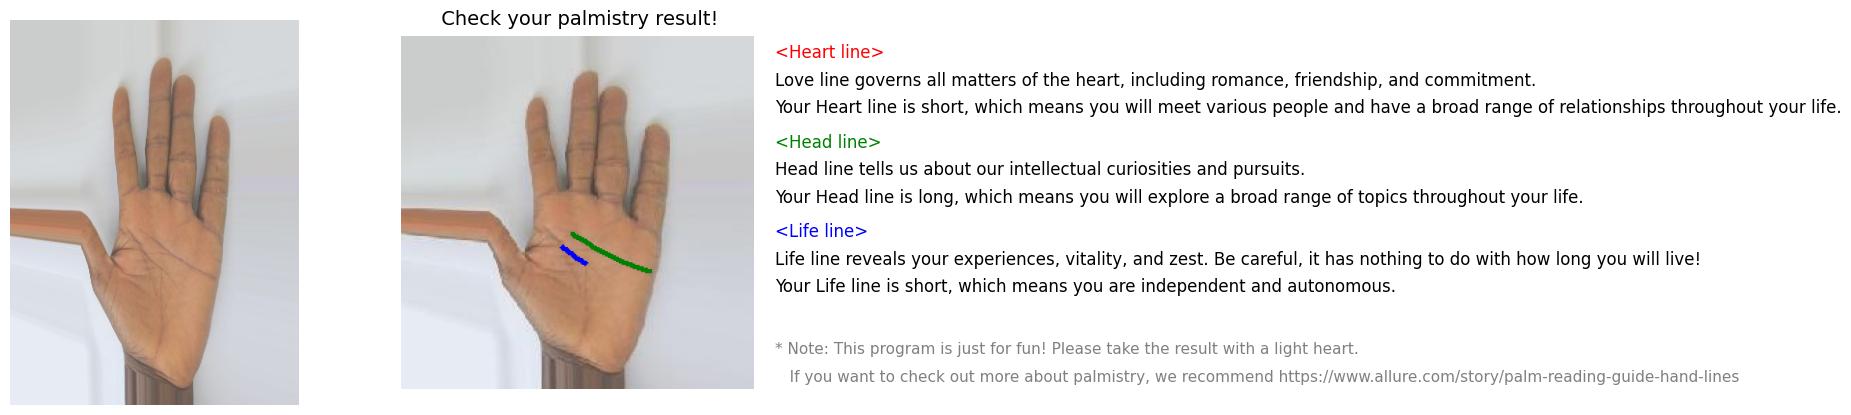 Check your palmistry result!
<Heart line>
Love line governs all matters of the heart, including romance, friendship, and commitment.
Your Heart line is short, which means you will meet various people and have a broad range of relationships throughout your life.
<Head line>
Head line tells us about our intellectual curiosities and pursuits.
Your Head line is long, which means you will explore a broad range of topics throughout your life.
<Life line>
Life line reveals your experiences, vitality, and zest. Be careful, it has nothing to do with how long you will live!
Your Life line is short, which means you are independent and autonomous.
* Note: This program is just for fun! Please take the result with a light heart.
If you want to check out more about palmistry, we recommend https://www.allure.com/story/palm-reading-guide-hand-lines